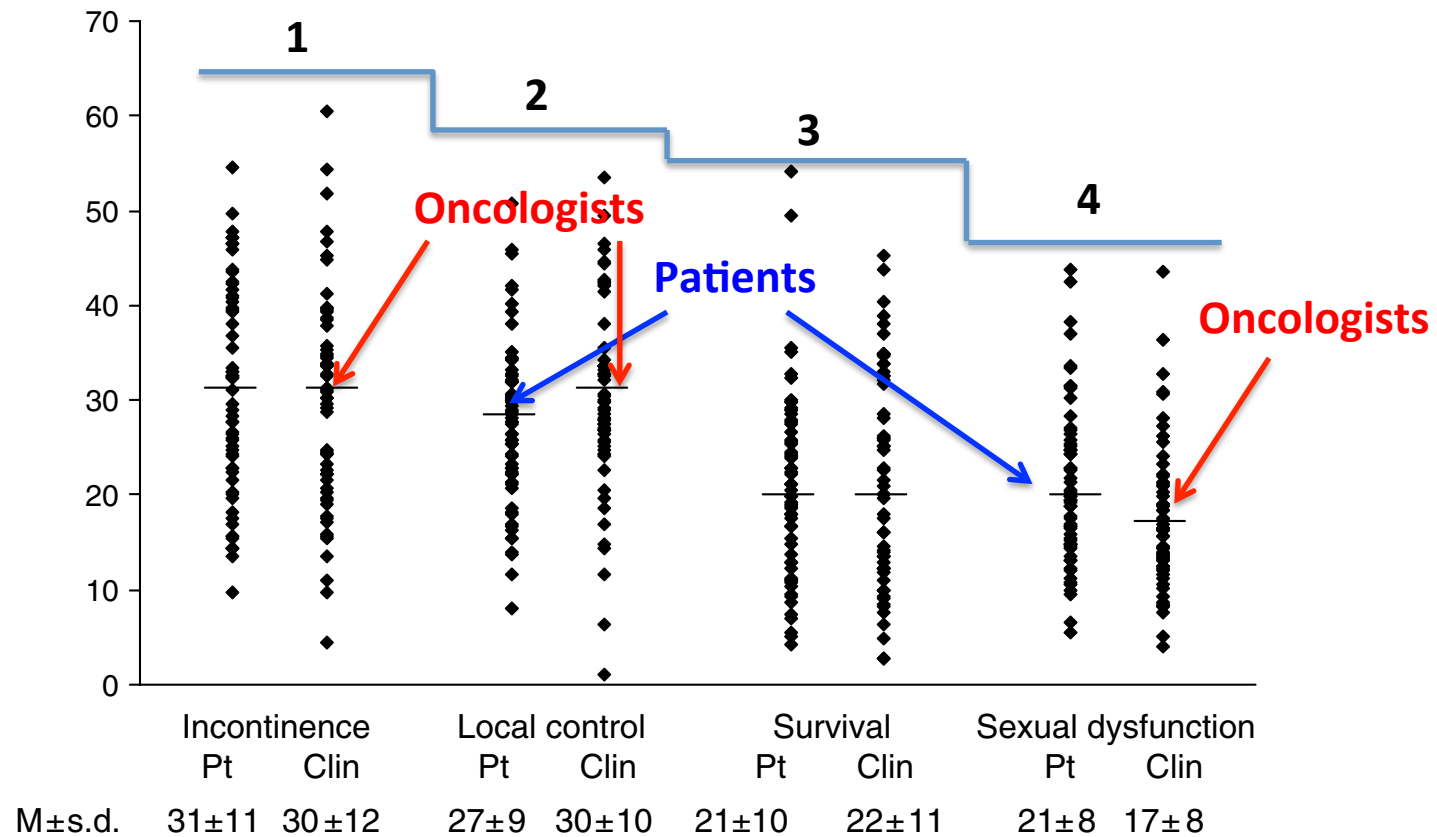 70
60
50
40
30
20
10
0
1
2
3
4
Oncologists
Patients
Oncologists
Incontinence Local control Survival Sexual dysfunction
Pt Clin Pt Clin Pt Clin Pt Clin
M±s.d. 31±11 30±12 27±9 30±10 21±10 22±11 21±8 17±8